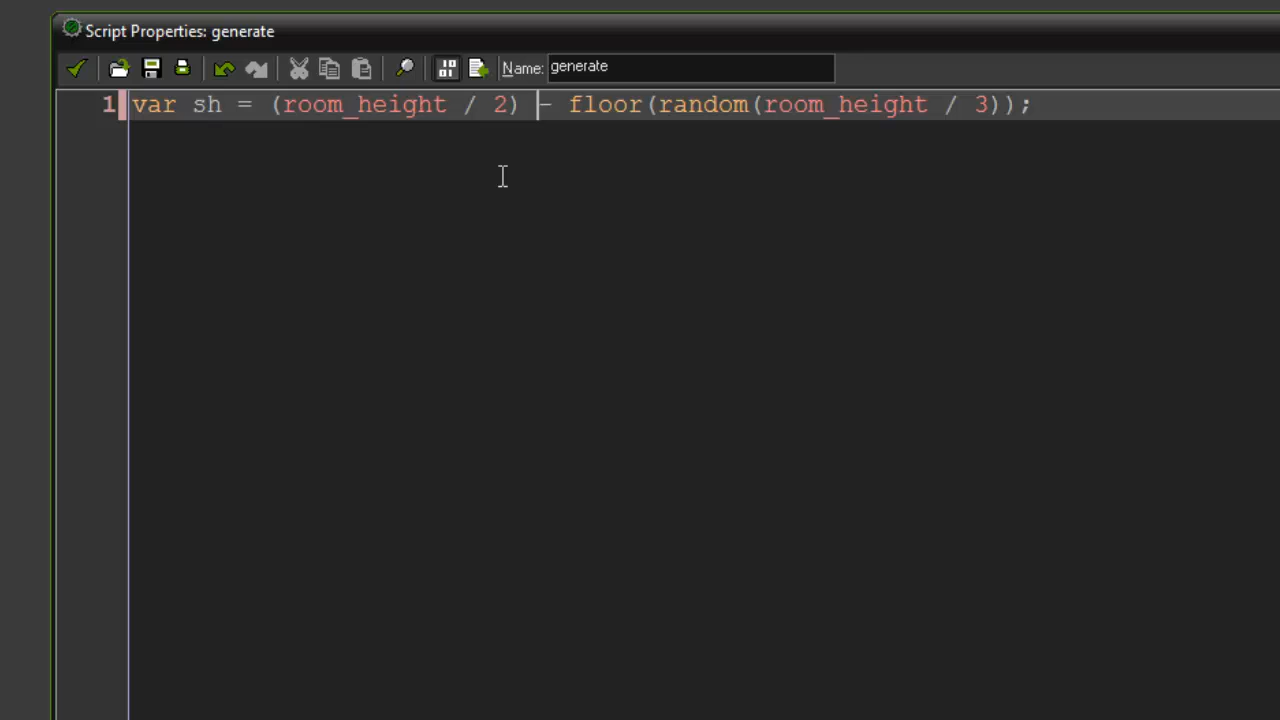 Script Properties: generate
Name: generate
1 var sh = (room_height / 2) - floor(random(room_height / 3));